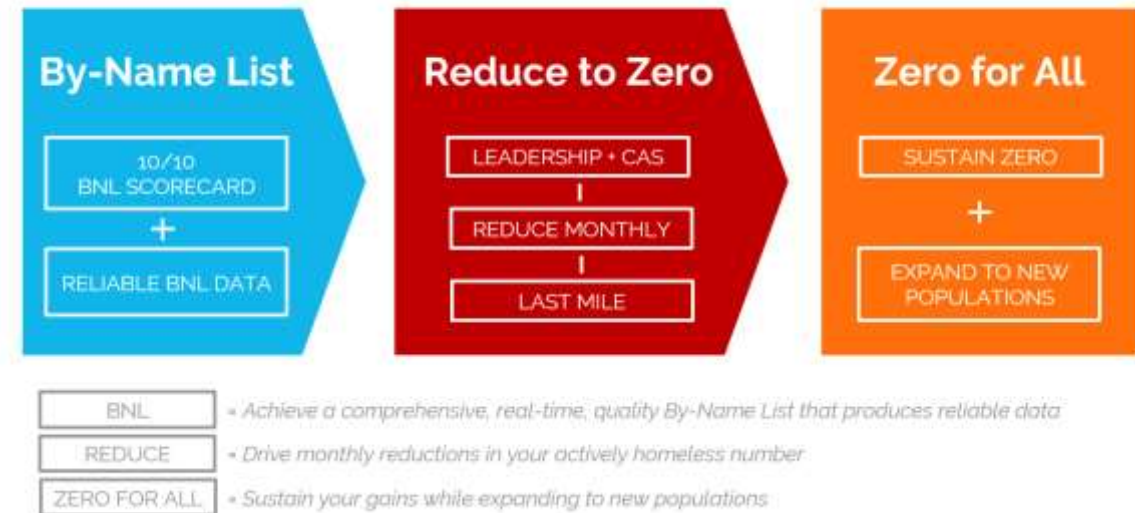 By-Name List
10/10
BNL SCORECARD
+
RELIABLE BNL DATA
Reduce to Zero
LEADERSHIP + CAS
REDUCE MONTHLY
LAST MILE
Zero for All
SUSTAIN ZERO
+
EXPAND TO NEW
POPULATIONS
BNL = Achieve a comprehensive, real-time, quality By-Name List that produces reliable data
REDUCE = Drive monthly reductions in your actively homeless number
ZERO FOR ALL = Sustain your gains while expanding to new populations